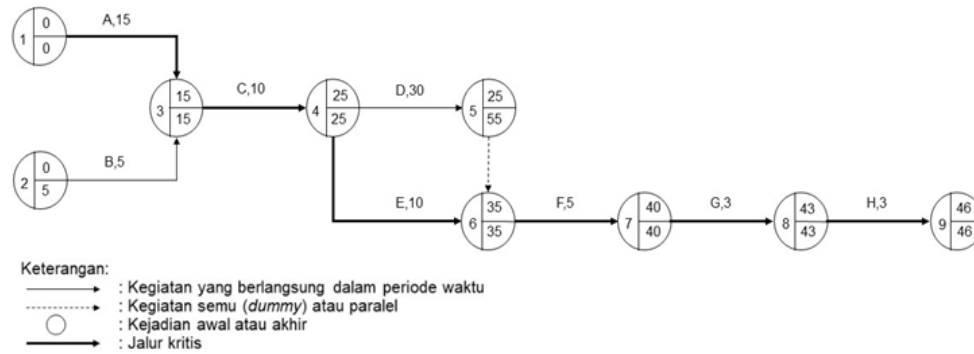 A,15
0
1
0
C,10
D,30
15
3
15
25
4
25
25
5
55
0
2
5
B,5
E,10
F,5
G,3
H,3
35
6
35
40
7
40
43
8
43
46
9
46
Keterangan:
: Kegiatan yang berlangsung dalam periode waktu
: Kegiatan semu (dummy) atau paralel
: Kejadian awal atau akhir
: Jalur kritis